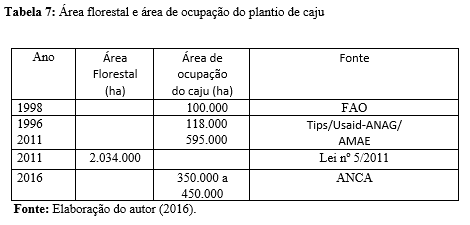 Tabela 7: Área florestal e área de ocupação do plantio de caju
Ano Área Florestal (ha) Área de ocupação do caju (ha) Fonte
1998 100.000 FAO
1996 118.000 Tips/Usaid-ANAG/
2011 595.000 AMAE
2011 2.034.000 Lei nº 5/2011
2016 350.000 a 450.000 ANCA
Fonte: Elaboração do autor (2016).